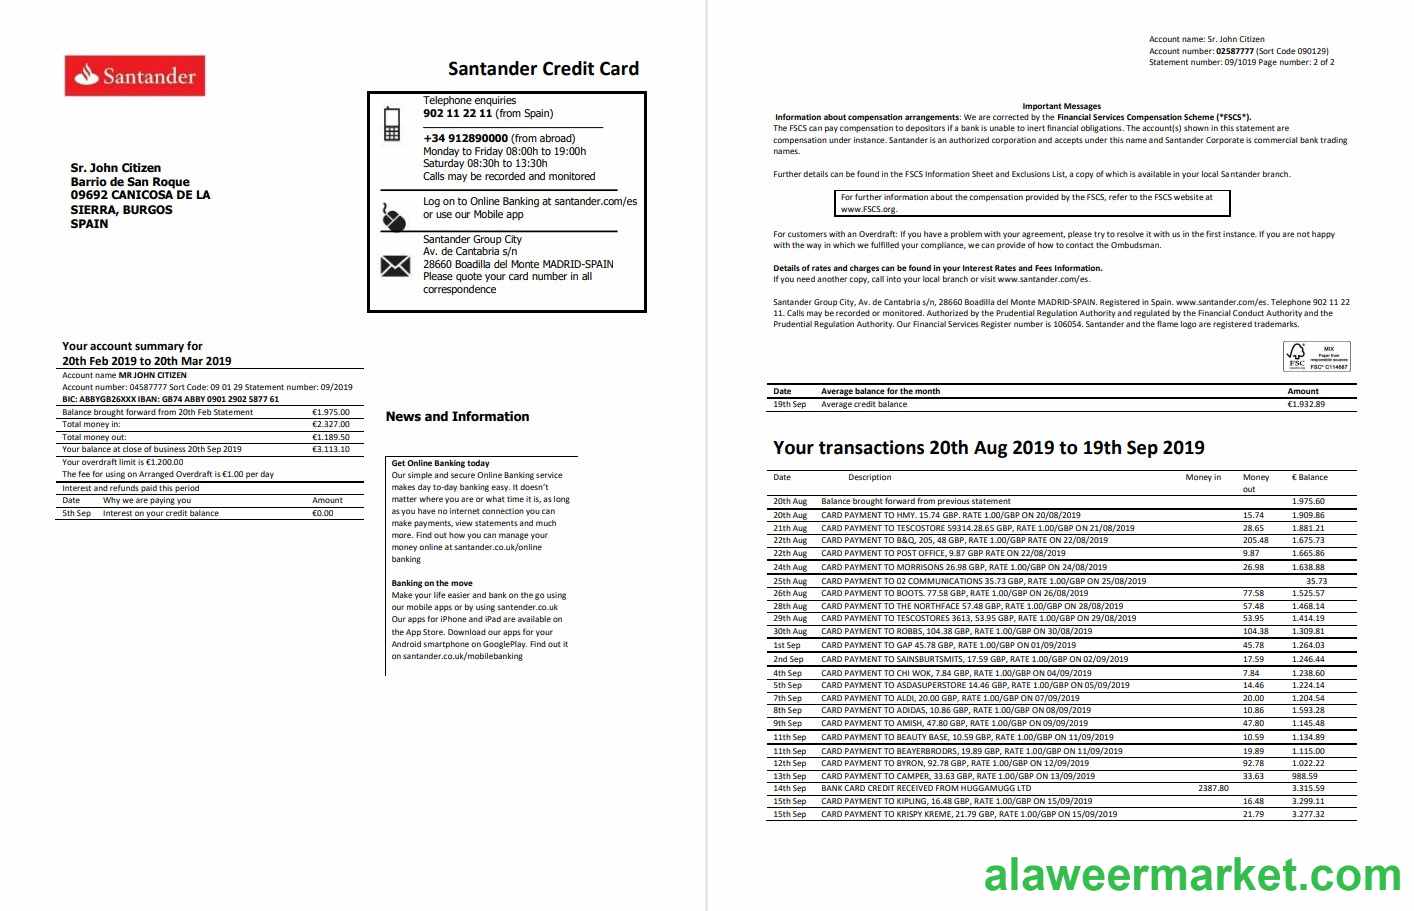 Santander
Santander Credit Card
Telephone enquiries
902 11 22 11 (from Spain)
+34 912890000 (from abroad)
Monday to Friday 08:00h to 19:00h
Saturday 08:30h to 13:30h
Calls may be recorded and monitored
Log on to Online Banking at santander.com/es
or use our Mobile app
Santander Group City
Av. de Cantabria s/n
28660 Boadilla del Monte MADRID-SPAIN
Please quote your card number in all
correspondence
Sr. John Citizen
Barrio de San Roque
09692 CANICOSA DE LA
SIERRA, BURGOS
SPAIN
Your account summary for
20th Feb 2019 to 20th Mar 2019
Account name MR JOHN CITIZEN
Account number: 04587777 Sort Code: 09 01 29 Statement number: 09/2019
BIC: ABBYGB26XXX IBAN: GB74 ABBY 0901 2902 5877 61
Balance brought forward from 20th Feb Statement €1.975.00
Total money in: €2.327.00
Total money out: €1.189.50
Your balance at close of business 20th Sep 2019 €3.113.10
Your overdraft limit is €1.200.00
The fee for using on Arranged Overdraft is €1.00 per day
Interest and refunds paid this period
Date Why we are paying you Amount
5th Sep Interest on your credit balance €0.00
News and Information
Get Online Banking today
Our simple and secure Online Banking service
makes day to-day banking easy. It doesn't
matter where you are or what time it is, as long
as you have no internet connection you can
make payments, view statements and much
more. Find out how you can manage your
money online at santander.co.uk/online
banking
Banking on the move
Make your life easier and bank on the go using
our mobile apps or by using santander.co.uk
Our apps for iPhone and iPad are available on
the App Store. Download our apps for your
Android smartphone on GooglePlay. Find out it
on santander.co.uk/mobilebanking
Account name: Sr. John Citizen
Account number: 02587777 (Sort Code 090129)
Statement number: 09/1019 Page number: 2 of 2
Important Messages
Information about compensation arrangements: We are corrected by the Financial Services Compensation Scheme (*FSCS*).
The FSCS can pay compensation to depositors if a bank is unable to inert financial obligations. The account(s) shown in this statement are
compensation under instance. Santander is an authorized corporation and accepts under this name and Santander Corporate is commercial bank trading
names.
Further details can be found in the FSCS Information Sheet and Exclusions List, a copy of which is available in your local Santander branch.
For further information about the compensation provided by the FSCS, refer to the FSCS website at
www.FSCS.org.
For customers with an Overdraft: If you have a problem with your agreement, please try to resolve it with us in the first instance. If you are not happy
with the way in which we fulfilled your compliance, we can provide of how to contact the Ombudsman.
Details of rates and charges can be found in your Interest Rates and Fees Information.
If you need another copy, call into your local branch or visit www.santander.com/es.
Santander Group City, Av. de Cantabria s/n, 28660 Boadilla del Monte MADRID-SPAIN. Registered in Spain. www.santander.com/es. Telephone 902 11 22
11. Calls may be recorded or monitored. Authorized by the Prudential Regulation Authority and regulated by the Financial Conduct Authority and the
Prudential Regulation Authority. Our Financial Services Register number is 106054. Santander and the flame logo are registered trademarks.
FSC
MIX
Paper from
responsible sources
FSC® C114687
Date Average balance for the month Amount
19th Sep Average credit balance €1.932.89
Your transactions 20th Aug 2019 to 19th Sep 2019
Date Description Money in Money out € Balance
20th Aug Balance brought forward from previous statement 1.975.60
20th Aug CARD PAYMENT TO HMY. 15.74 GBP. RATE 1.00/GBP ON 20/08/2019 15.74 1.909.86
21th Aug CARD PAYMENT TO TESCOSTORE 59314.28.65 GBP, RATE 1.00/GBP ON 21/08/2019 28.65 1.881.21
22th Aug CARD PAYMENT TO B&Q, 205, 48 GBP, RATE 1.00/GBP RATE ON 22/08/2019 205.48 1.675.73
22th Aug CARD PAYMENT TO POST OFFICE, 9.87 GBP RATE ON 22/08/2019 9.87 1.665.86
24th Aug CARD PAYMENT TO MORRISONS 26.98 GBP, RATE 1.00/GBP ON 24/08/2019 26.98 1.638.88
25th Aug CARD PAYMENT TO 02 COMMUNICATIONS 35.73 GBP, RATE 1.00/GBP ON 25/08/2019 35.73
26th Aug CARD PAYMENT TO BOOTS. 77.58 GBP, RATE 1.00/GBP ON 26/08/2019 77.58 1.525.57
28th Aug CARD PAYMENT TO THE NORTHFACE 57.48 GBP, RATE 1.00/GBP ON 28/08/2019 57.48 1.468.14
29th Aug CARD PAYMENT TO TESCOSTORES 3613, 53.95 GBP, RATE 1.00/GBP ON 29/08/2019 53.95 1.414.19
30th Aug CARD PAYMENT TO ROBBS, 104.38 GBP, RATE 1.00/GBP ON 30/08/2019 104.38 1.309.81
1st Sep CARD PAYMENT TO GAP 45.78 GBP, RATE 1.00/GBP ON 01/09/2019 45.78 1.264.03
2nd Sep CARD PAYMENT TO SAINSBURTSMITS, 17.59 GBP, RATE 1.00/GBP ON 02/09/2019 17.59 1.246.44
4th Sep CARD PAYMENT TO CHI WOK, 7.84 GBP, RATE 1.00/GBP ON 04/09/2019 7.84 1.238.60
5th Sep CARD PAYMENT TO ASDASUPERSTORE 14.46 GBP, RATE 1.00/GBP ON 05/09/2019 14.46 1.224.14
7th Sep CARD PAYMENT TO ALDI, 20.00 GBP, RATE 1.00/GBP ON 07/09/2019 20.00 1.204.54
8th Sep CARD PAYMENT TO ADIDAS, 10.86 GBP, RATE 1.00/GBP ON 08/09/2019 10.86 1.593.28
9th Sep CARD PAYMENT TO AMISH, 47.80 GBP, RATE 1.00/GBP ON 09/09/2019 47.80 1.145.48
11th Sep CARD PAYMENT TO BEAUTY BASE, 10.59 GBP, RATE 1.00/GBP ON 11/09/2019 10.59 1.134.89
11th Sep CARD PAYMENT TO BEAYERBRODRS, 19.89 GBP, RATE 1.00/GBP ON 11/09/2019 19.89 1.115.00
12th Sep CARD PAYMENT TO BYRON, 92.78 GBP, RATE 1.00/GBP ON 12/09/2019 92.78 1.022.22
13th Sep CARD PAYMENT TO CAMPER, 33.63 GBP, RATE 1.00/GBP ON 13/09/2019 33.63 988.59
14th Sep BANK CARD CREDIT RECEIVED FROM HUGGAMUGG LTD 2387.80 3.315.59
15th Sep CARD PAYMENT TO KIPLING, 16.48 GBP, RATE 1.00/GBP ON 15/09/2019 16.48 3.299.11
15th Sep CARD PAYMENT TO KRISPY KREME, 21.79 GBP, RATE 1.00/GBP ON 15/09/2019 21.79 3.277.32
alaweermarket.com